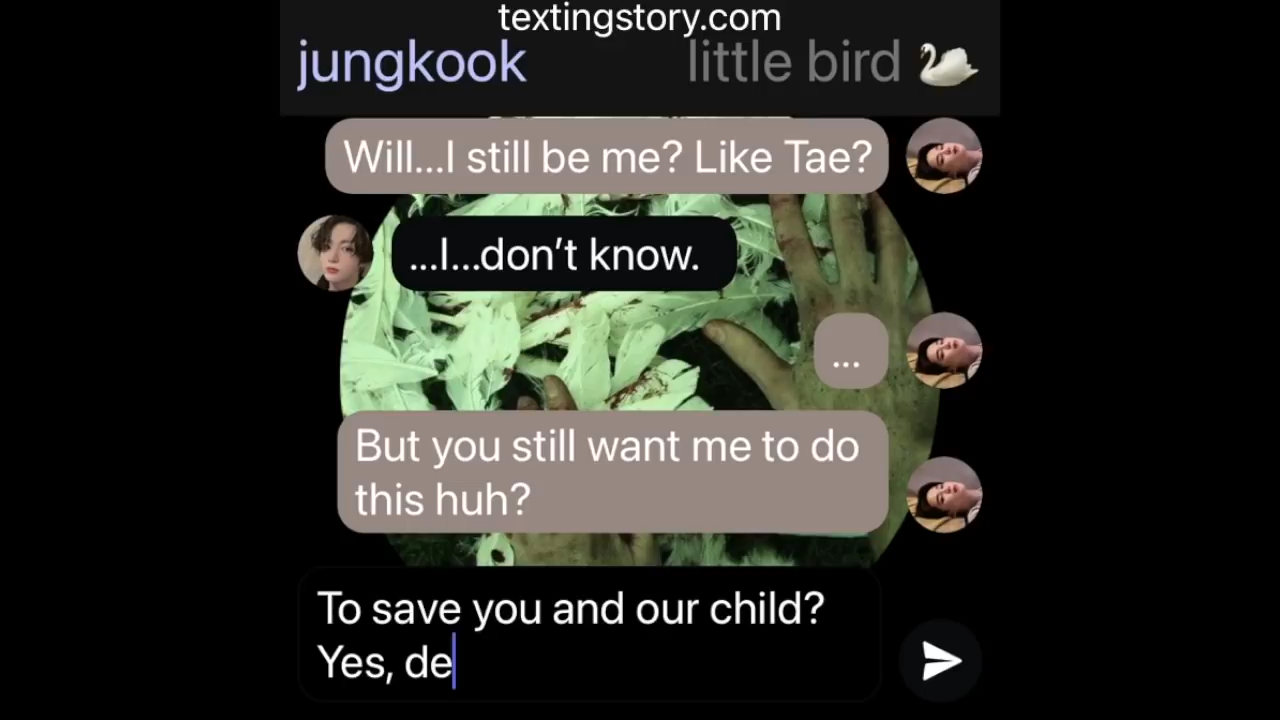 textingstory.com
jungkook
little bird 🦢
Will...I still be me? Like Tae?
...I...don’t know.
...
But you still want me to do
this huh?
To save you and our child?
Yes, de